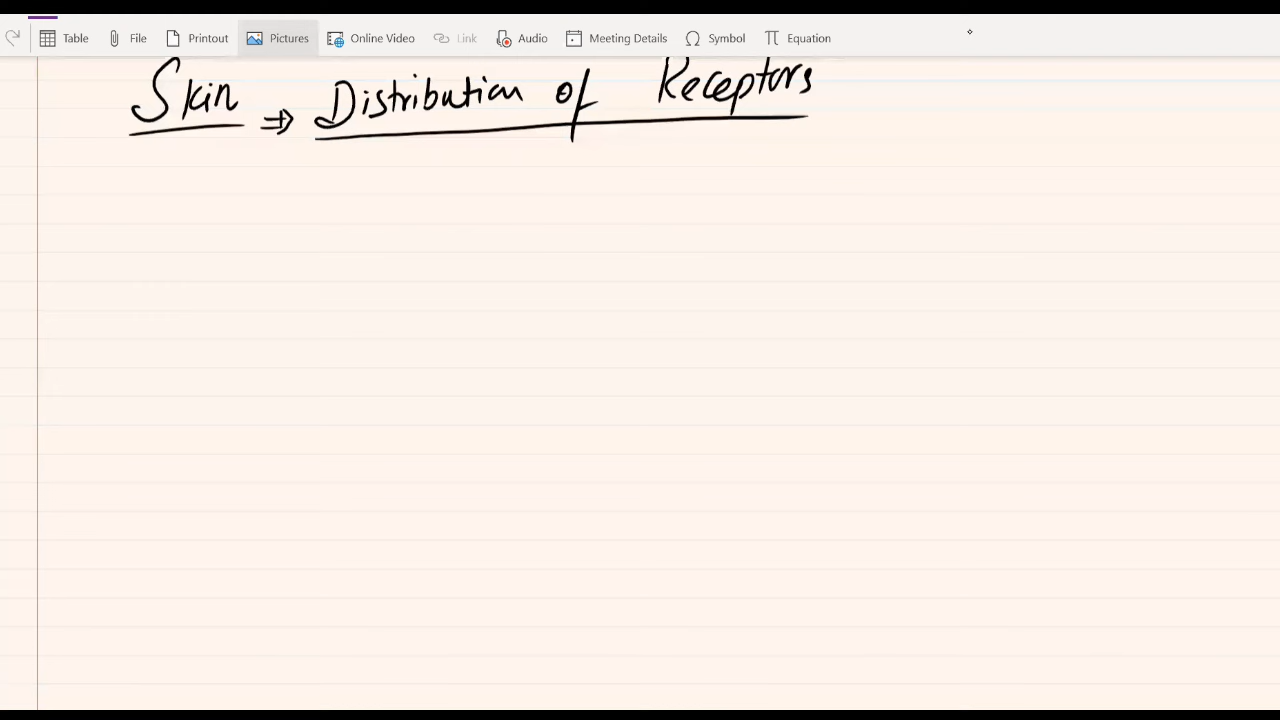 Table File Printout Pictures Online Video Link Audio Meeting Details Symbol Equation
Skin ⇒ Distribution of Receptors